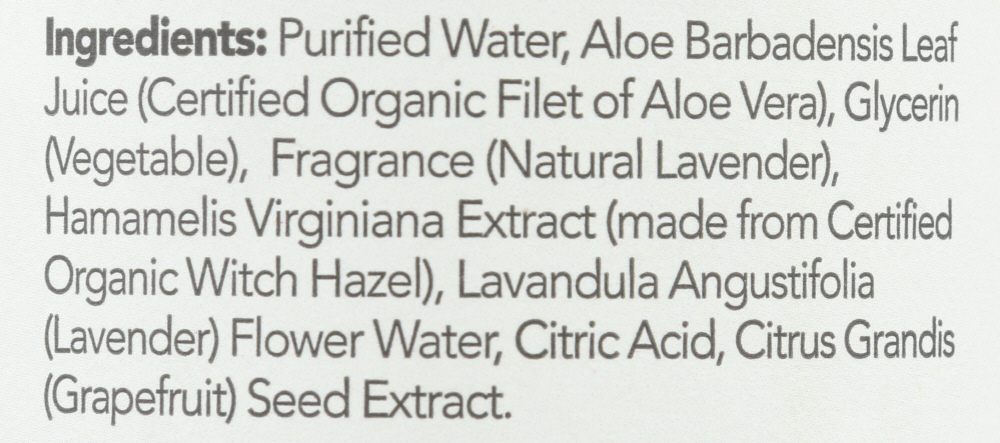 Ingredients: Purified Water, Aloe Barbadensis Leaf
Juice (Certified Organic Filet of Aloe Vera), Glycerin
(Vegetable), Fragrance (Natural Lavender),
Hamamelis Virginiana Extract (made from Certified
Organic Witch Hazel), Lavandula Angustifolia
(Lavender) Flower Water, Citric Acid, Citrus Grandis
(Grapefruit) Seed Extract.